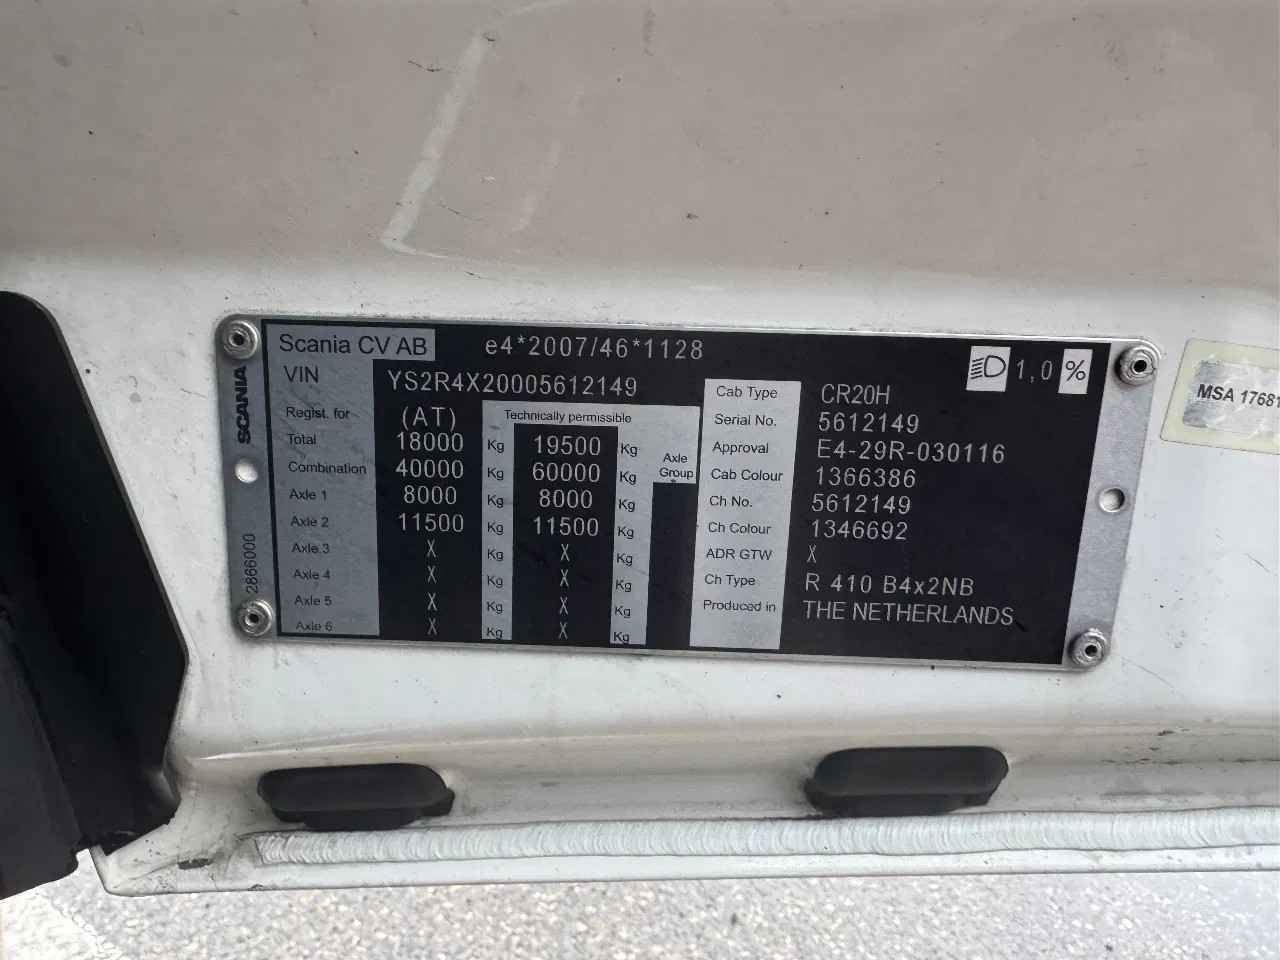 Scania CV AB e4*2007/46*1128 1,0 %
VIN YS2R4X20005612149
Regist. for (AT) Technically permissible
Total 18000 Kg 19500 Kg
Combination 40000 Kg 60000 Kg Axle Group
Axle 1 8000 Kg 8000 Kg
Axle 2 11500 Kg 11500 Kg
Axle 3 X Kg X Kg
Axle 4 X Kg X Kg
Axle 5 X Kg X Kg
Axle 6 X Kg X Kg
Cab Type CR20H
Serial No. 5612149
Approval E4-29R-030116
Cab Colour 1366386
Ch No. 5612149
Ch Colour 1346692
ADR GTW X
Ch Type R 410 B4x2NB
Produced in THE NETHERLANDS
SCANIA
2866000
MSA 17681